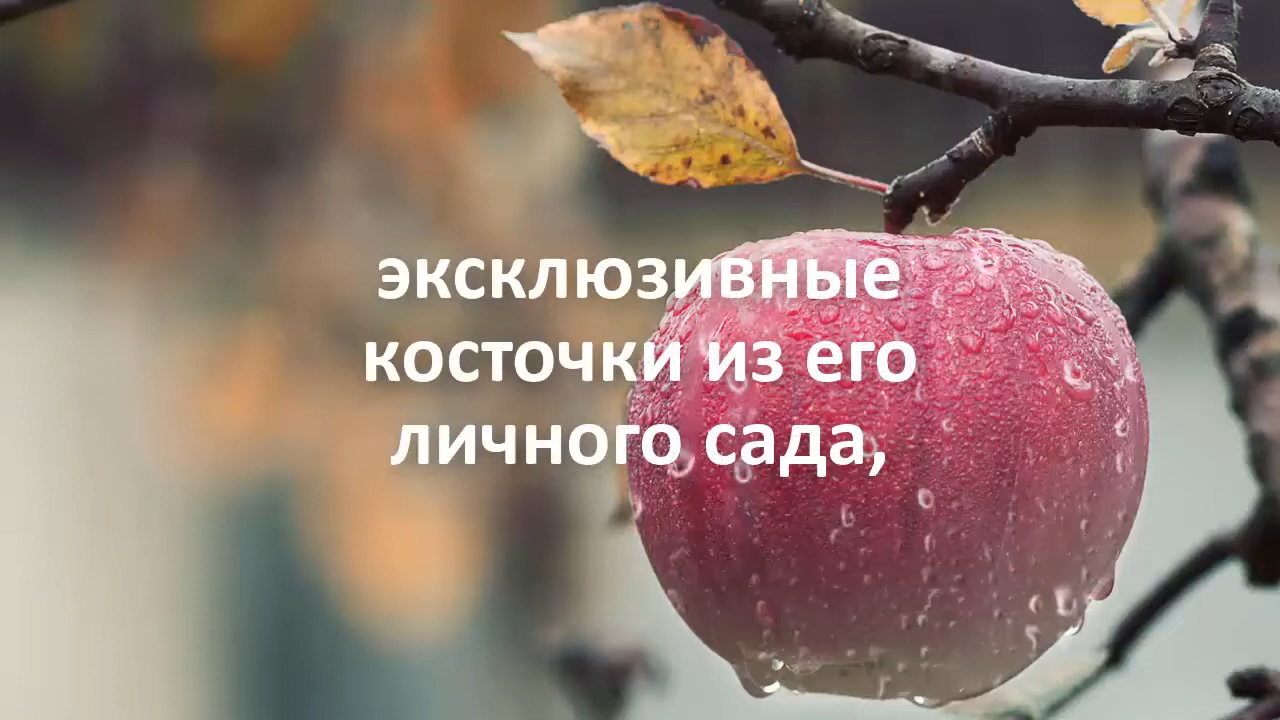 эксклюзивные
косточки из его
личного сада,